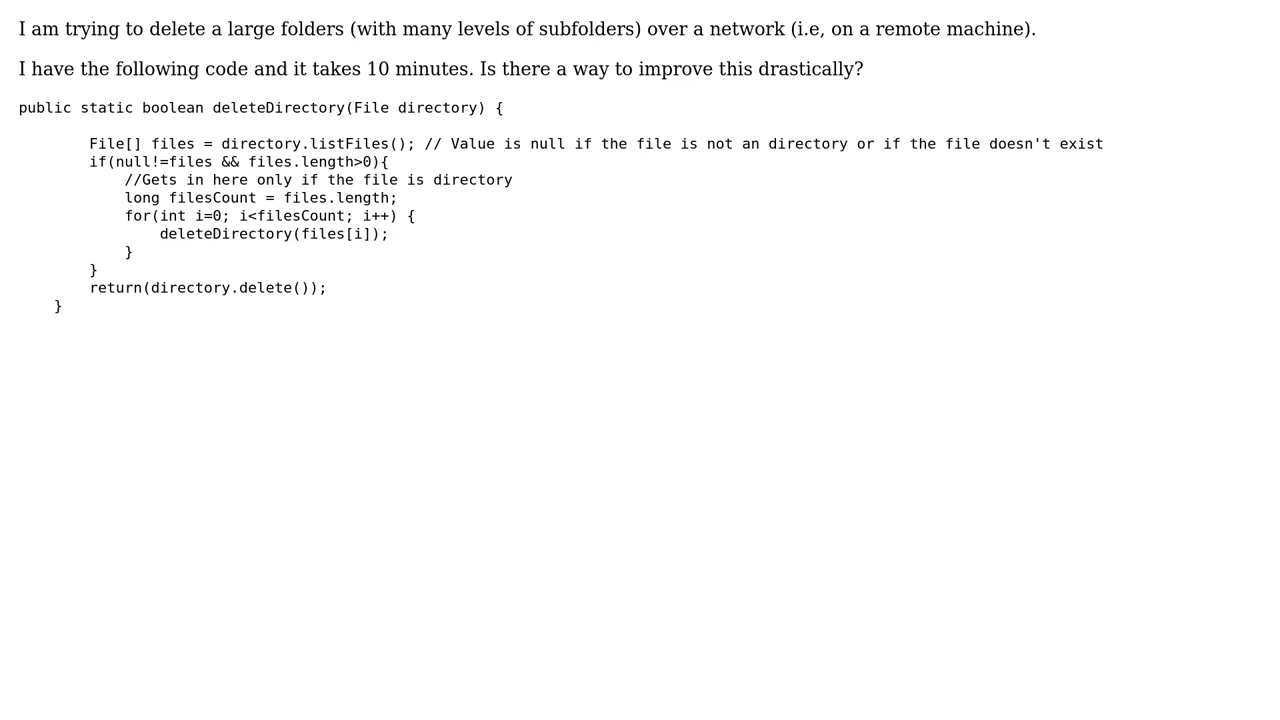 I am trying to delete a large folders (with many levels of subfolders) over a network (i.e, on a remote machine).
I have the following code and it takes 10 minutes. Is there a way to improve this drastically?
public static boolean deleteDirectory(File directory) {
        File[] files = directory.listFiles(); // Value is null if the file is not an directory or if the file doesn't exist
        if(null!=files && files.length>0){
            //Gets in here only if the file is directory
            long filesCount = files.length;
            for(int i=0; i<filesCount; i++) {
                deleteDirectory(files[i]);
            }
        }
        return(directory.delete());
    }